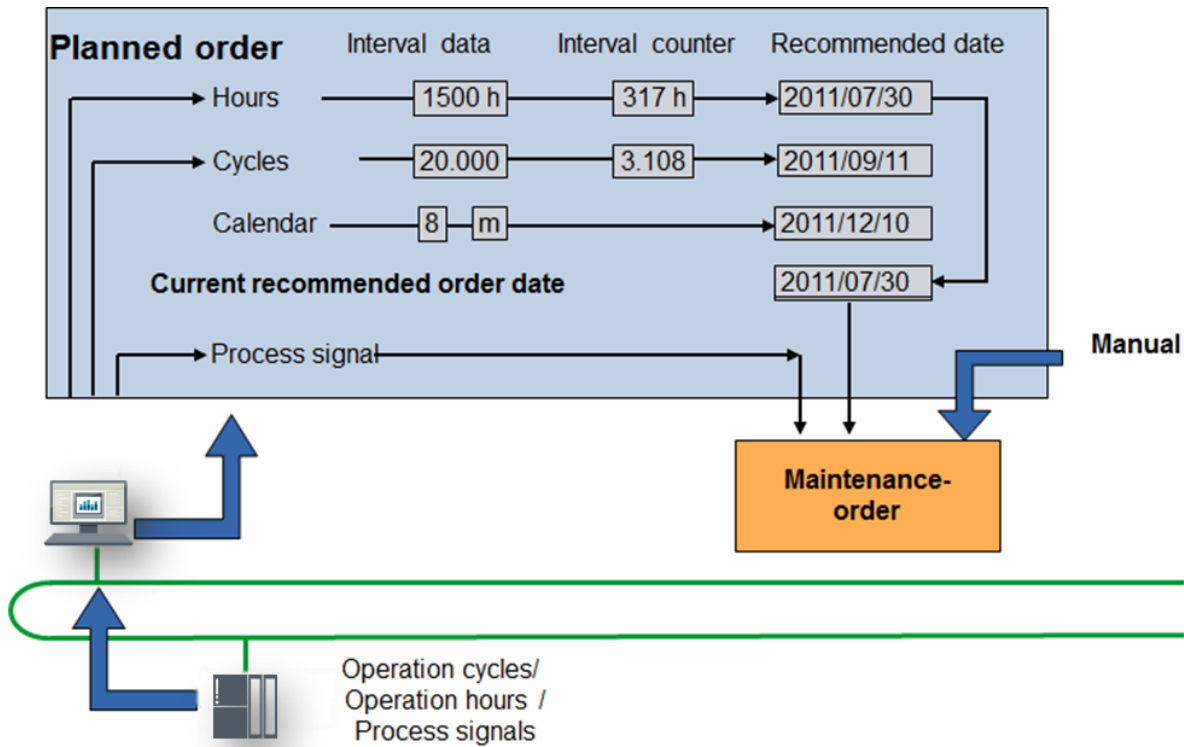 Planned order
Interval data
Interval counter
Recommended date
Hours
1500 h
317 h
2011/07/30
Cycles
20.000
3.108
2011/09/11
Calendar
8
m
2011/12/10
Current recommended order date
2011/07/30
Process signal
Manual
Maintenance-
order
Operation cycles/
Operation hours /
Process signals